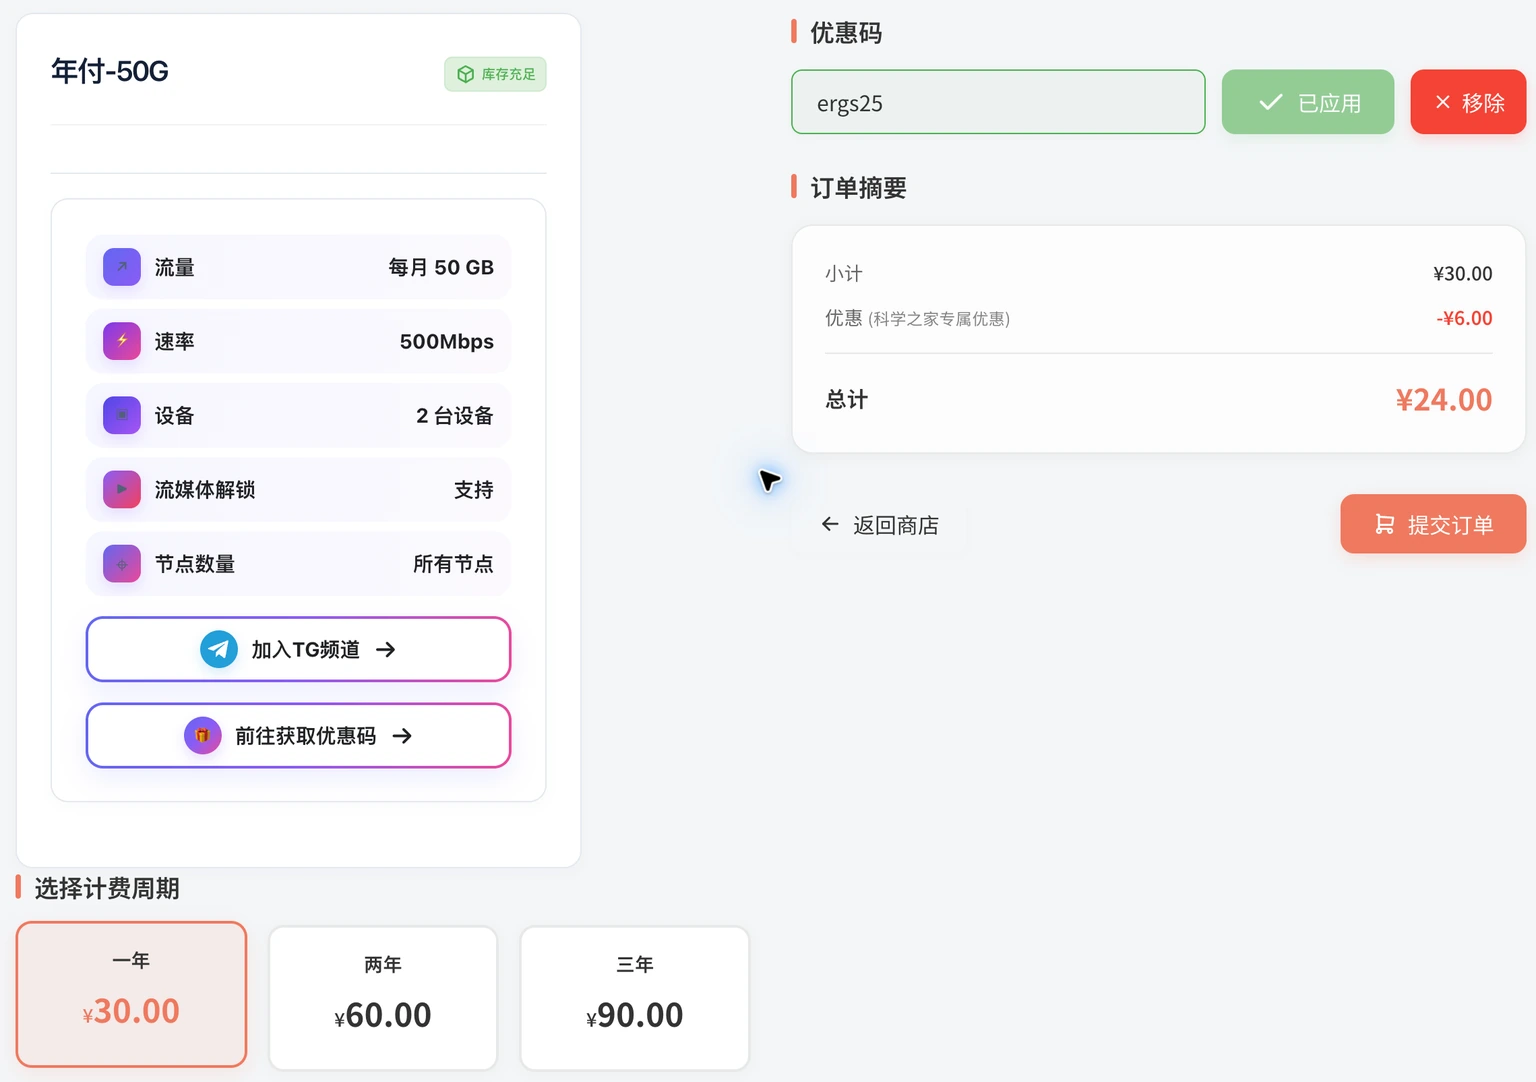 年付-50G
库存充足
流量 每月 50 GB
速率 500Mbps
设备 2 台设备
流媒体解锁 支持
节点数量 所有节点
加入TG频道 →
前往获取优惠码 →
选择计费周期
一年
¥30.00
两年
¥60.00
三年
¥90.00
优惠码
ergs25
已应用
移除
订单摘要
小计 ¥30.00
优惠 (科学之家专属优惠) -¥6.00
总计 ¥24.00
← 返回商店
提交订单